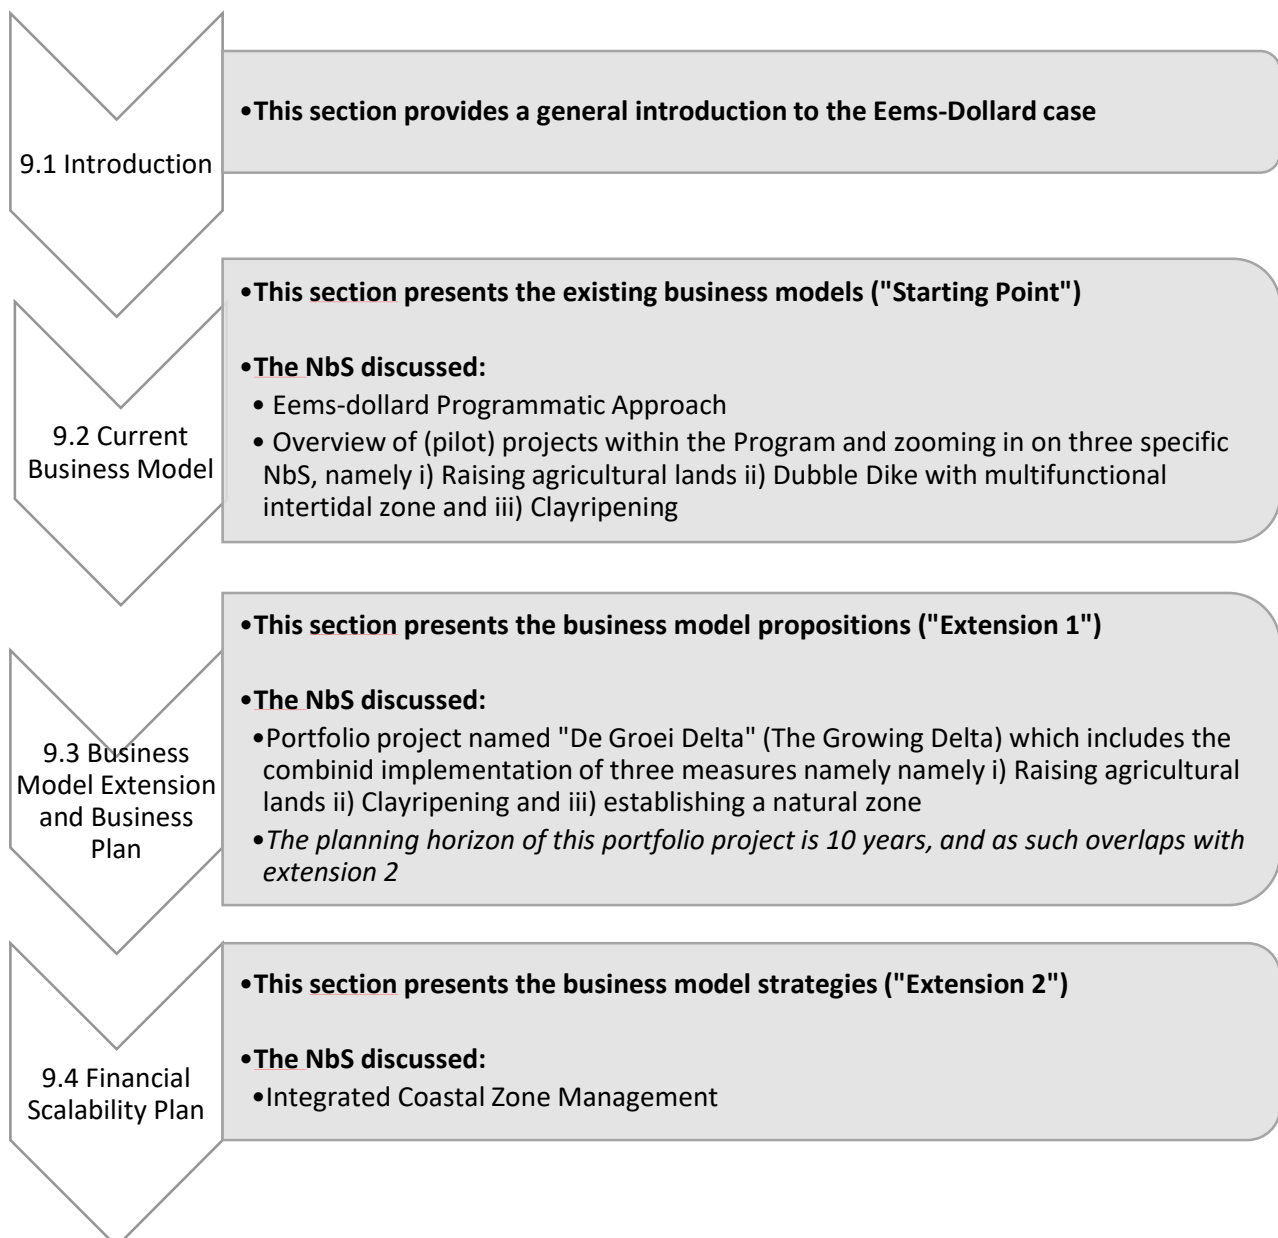 9.1 Introduction
•This section provides a general introduction to the Eems-Dollard case
9.2 Current
Business Model
•This section presents the existing business models ("Starting Point")
•The NbS discussed:
• Eems-dollard Programmatic Approach
• Overview of (pilot) projects within the Program and zooming in on three specific
NbS, namely i) Raising agricultural lands ii) Dubble Dike with multifunctional
intertidal zone and iii) Clayripening
9.3 Business
Model Extension
and Business
Plan
•This section presents the business model propositions ("Extension 1")
•The NbS discussed:
•Portfolio project named "De Groei Delta" (The Growing Delta) which includes the
combinid implementation of three measures namely namely i) Raising agricultural
lands ii) Clayripening and iii) establishing a natural zone
•The planning horizon of this portfolio project is 10 years, and as such overlaps with
extension 2
9.4 Financial
Scalability Plan
•This section presents the business model strategies ("Extension 2")
•The NbS discussed:
•Integrated Coastal Zone Management